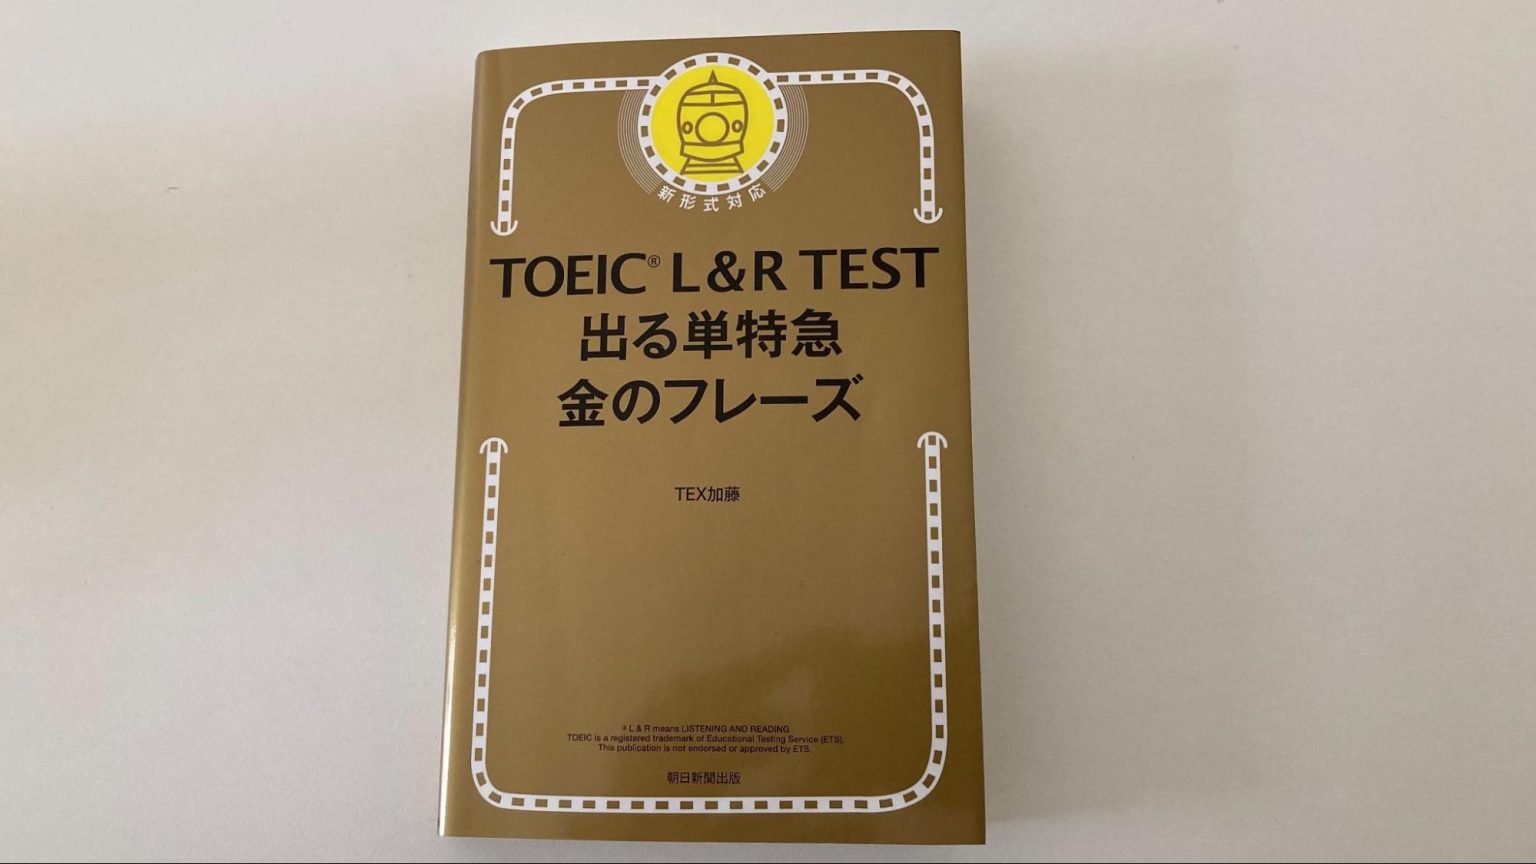 新形式対応
TOEIC® L&R TEST
出る単特急
金のフレーズ
TEX加藤
*L & R means LISTENING AND READING
TOEIC is a registered trademark of Educational Testing Service (ETS).
This publication is not endorsed or approved by ETS.
朝日新聞出版